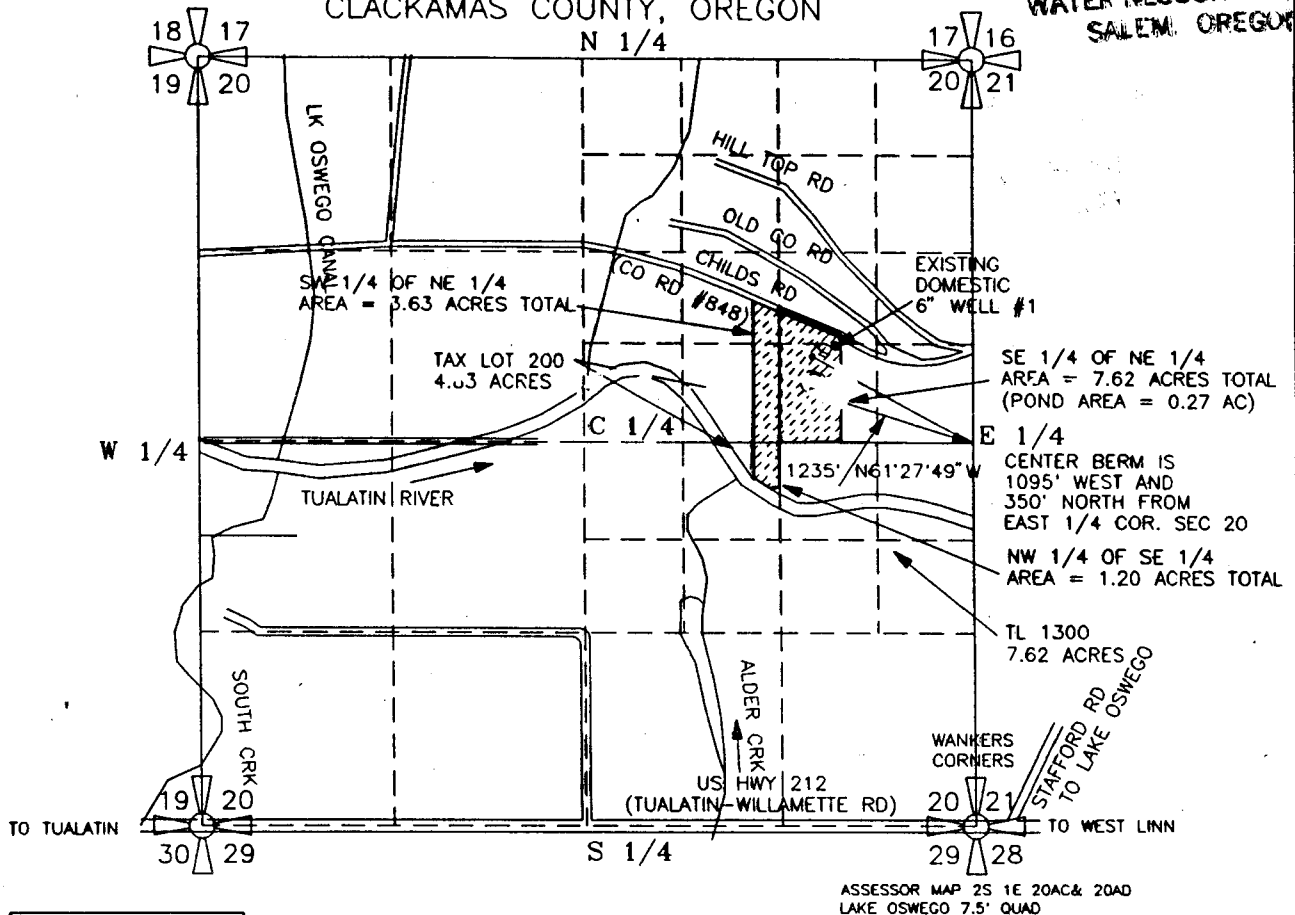 CLACKAMAS COUNTY, OREGON
SALEM, OREGON
18 17
19 20
N 1/4
17 16
20 21
LK OSWEGO CANAL
HILL TOP RD
OLD CO RD
CHILDS RD
(CO RD #848)
EXISTING
DOMESTIC
6" WELL #1
SW 1/4 OF NE 1/4
AREA = 3.63 ACRES TOTAL
TAX LOT 200
ACRES
SE 1/4 OF NE 1/4
AREA = 7.62 ACRES TOTAL
(POND AREA = 0.27 AC)
W 1/4
C 1/4
E 1/4
1235' N61°27'49"W
CENTER BERM IS
1095' WEST AND
350' NORTH FROM
EAST 1/4 COR. SEC 20
TUALATIN RIVER
NW 1/4 OF SE 1/4
AREA = 1.20 ACRES TOTAL
TL 1300
7.62 ACRES
SOUTH CRK
ALDER CRK
WANKERS
CORNERS
STAFFORD RD
TO LAKE OSWEGO
US HWY 212
(TUALATIN-WILLAMETTE RD)
19 20
30 29
20 21
29 28
TO TUALATIN
TO WEST LINN
S 1/4
ASSESSOR MAP 2S 1E 20AC& 20AD
LAKE OSWEGO 7.5' QUAD